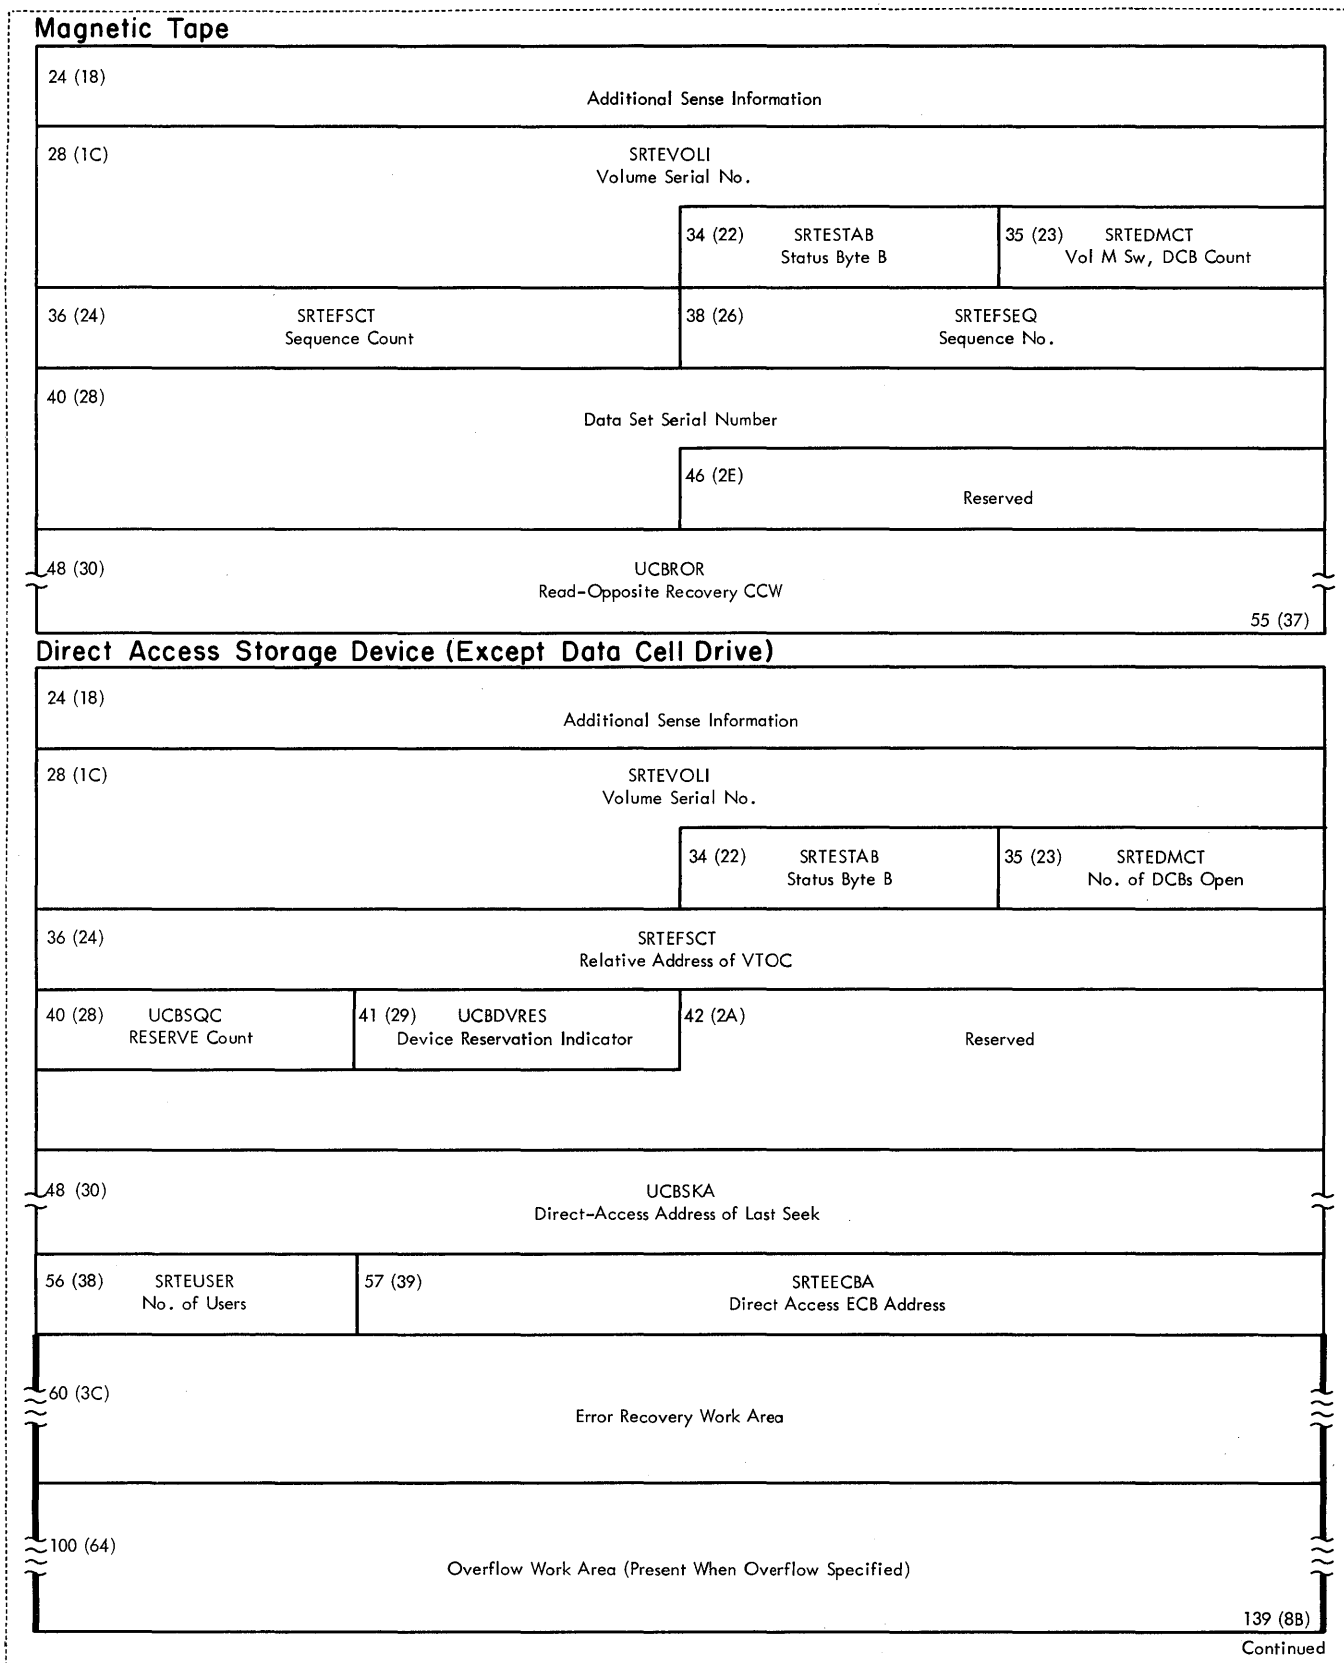 Magnetic Tape
24 (18)
Additional Sense Information
28 (1C)
SRTEVOLI
Volume Serial No.
34 (22) SRTESTAB
Status Byte B
35 (23) SRTEDMCT
Vol M Sw, DCB Count
36 (24) SRTEFSCT
Sequence Count
38 (26) SRTEFSEQ
Sequence No.
40 (28)
Data Set Serial Number
46 (2E)
Reserved
48 (30) UCBROR
Read-Opposite Recovery CCW
55 (37)
Direct Access Storage Device (Except Data Cell Drive)
24 (18)
Additional Sense Information
28 (1C) SRTEVOLI
Volume Serial No.
34 (22) SRTESTAB
Status Byte B
35 (23) SRTEDMCT
No. of DCBs Open
36 (24) SRTEFSCT
Relative Address of VTOC
40 (28) UCBSQC
RESERVE Count
41 (29) UCBDVRES
Device Reservation Indicator
42 (2A)
Reserved
48 (30) UCBSKA
Direct-Access Address of Last Seek
56 (38) SRTEUSER
No. of Users
57 (39) SRTEECBA
Direct Access ECB Address
60 (3C)
Error Recovery Work Area
100 (64)
Overflow Work Area (Present When Overflow Specified)
139 (8B)
Continued